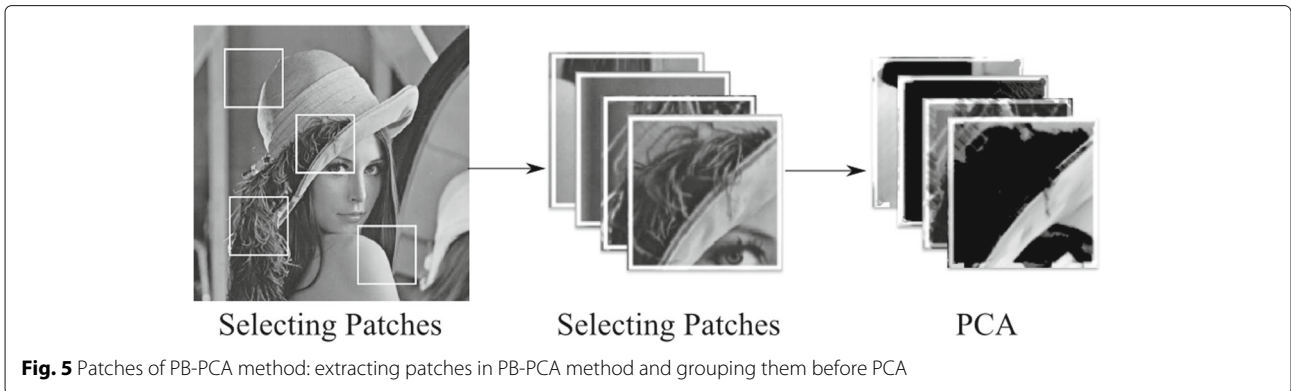 Selecting Patches
Selecting Patches
PCA
Fig. 5 Patches of PB-PCA method: extracting patches in PB-PCA method and grouping them before PCA